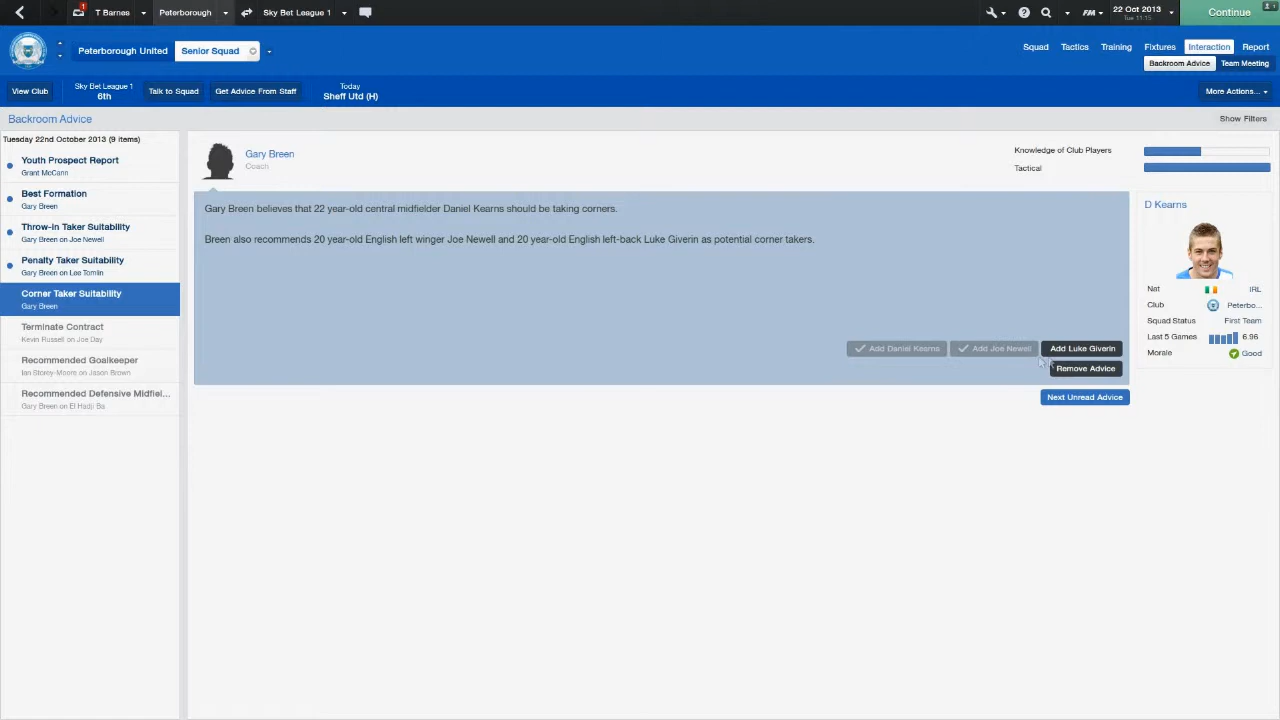 1
T Barnes
Peterborough
Sky Bet League 1
FM
22 Oct 2013
Tue 11:15
Continue
Peterborough United
Senior Squad
Squad
Tactics
Training
Fixtures
Interaction
Report
Backroom Advice
Team Meeting
View Club
Sky Bet League 1
6th
Talk to Squad
Get Advice From Staff
Today
Sheff Utd (H)
More Actions...
Backroom Advice
Show Filters
Tuesday 22nd October 2013 (9 items)
Youth Prospect Report
Grant McCann
Best Formation
Gary Breen
Throw-in Taker Suitability
Gary Breen on Joe Newell
Penalty Taker Suitability
Gary Breen on Lee Tomlin
Corner Taker Suitability
Gary Breen
Terminate Contract
Kevin Russell on Joe Day
Recommended Goalkeeper
Ian Storey-Moore on Jason Brown
Recommended Defensive Midfiel...
Gary Breen on El Hadji Ba
Gary Breen
Coach
Knowledge of Club Players
Tactical
Gary Breen believes that 22 year-old central midfielder Daniel Kearns should be taking corners.
Breen also recommends 20 year-old English left winger Joe Newell and 20 year-old English left-back Luke Giverin as potential corner takers.
Add Daniel Kearns
Add Joe Newell
Add Luke Giverin
Remove Advice
Next Unread Advice
D Kearns
Nat
IRL
Club
Peterbo...
Squad Status
First Team
Last 5 Games
6.96
Morale
Good